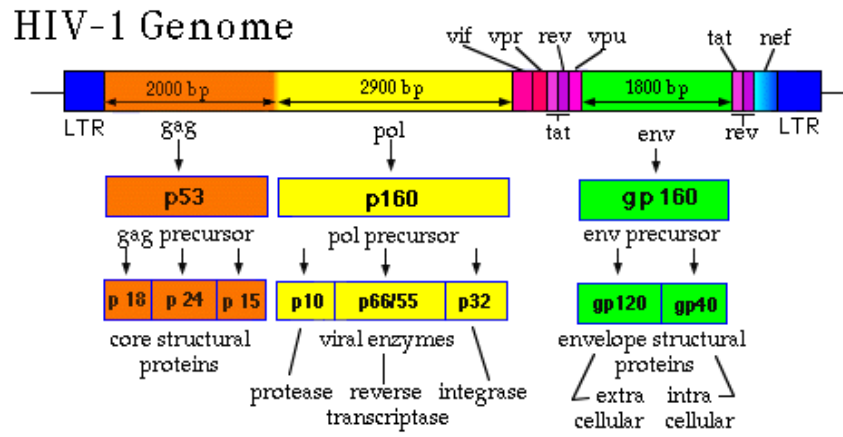 HIV-1 Genome
vif vpr rev vpu tat nef
2000 bp 2900 bp 1800 bp
LTR gag pol tat env rev LTR
p53 p160 gp160
gag precursor pol precursor env precursor
p 18 p 24 p 15 p10 p66/55 p32 gp120 gp40
core structural proteins
viral enzymes
envelope structural proteins
protease reverse transcriptase integrase
extra cellular intra cellular